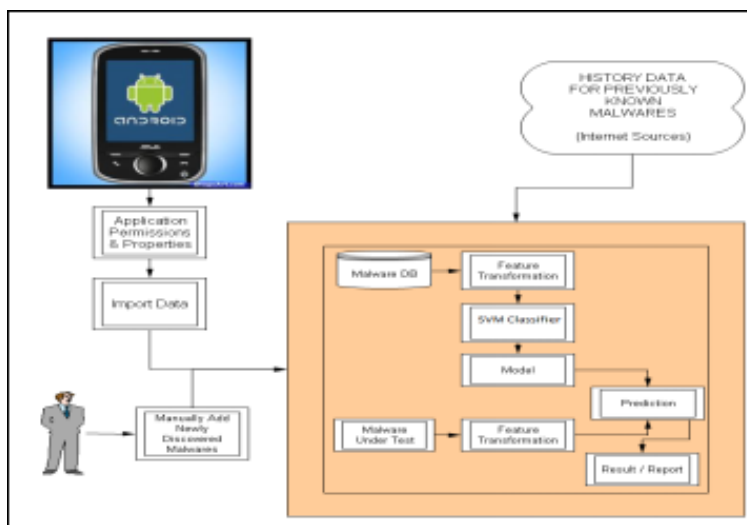 ANDROID
ASUS
HISTORY DATA
FOR PREVIOUSLY
KNOWN
MALWARES
(Internet Sources)
Application
Permissions
& Properties
Import Data
Manually Add
Newly
Discovered
Malwares
Malware DB
Feature
Transformation
SVM Classifier
Model
Prediction
Malware
Under Test
Feature
Transformation
Result / Report